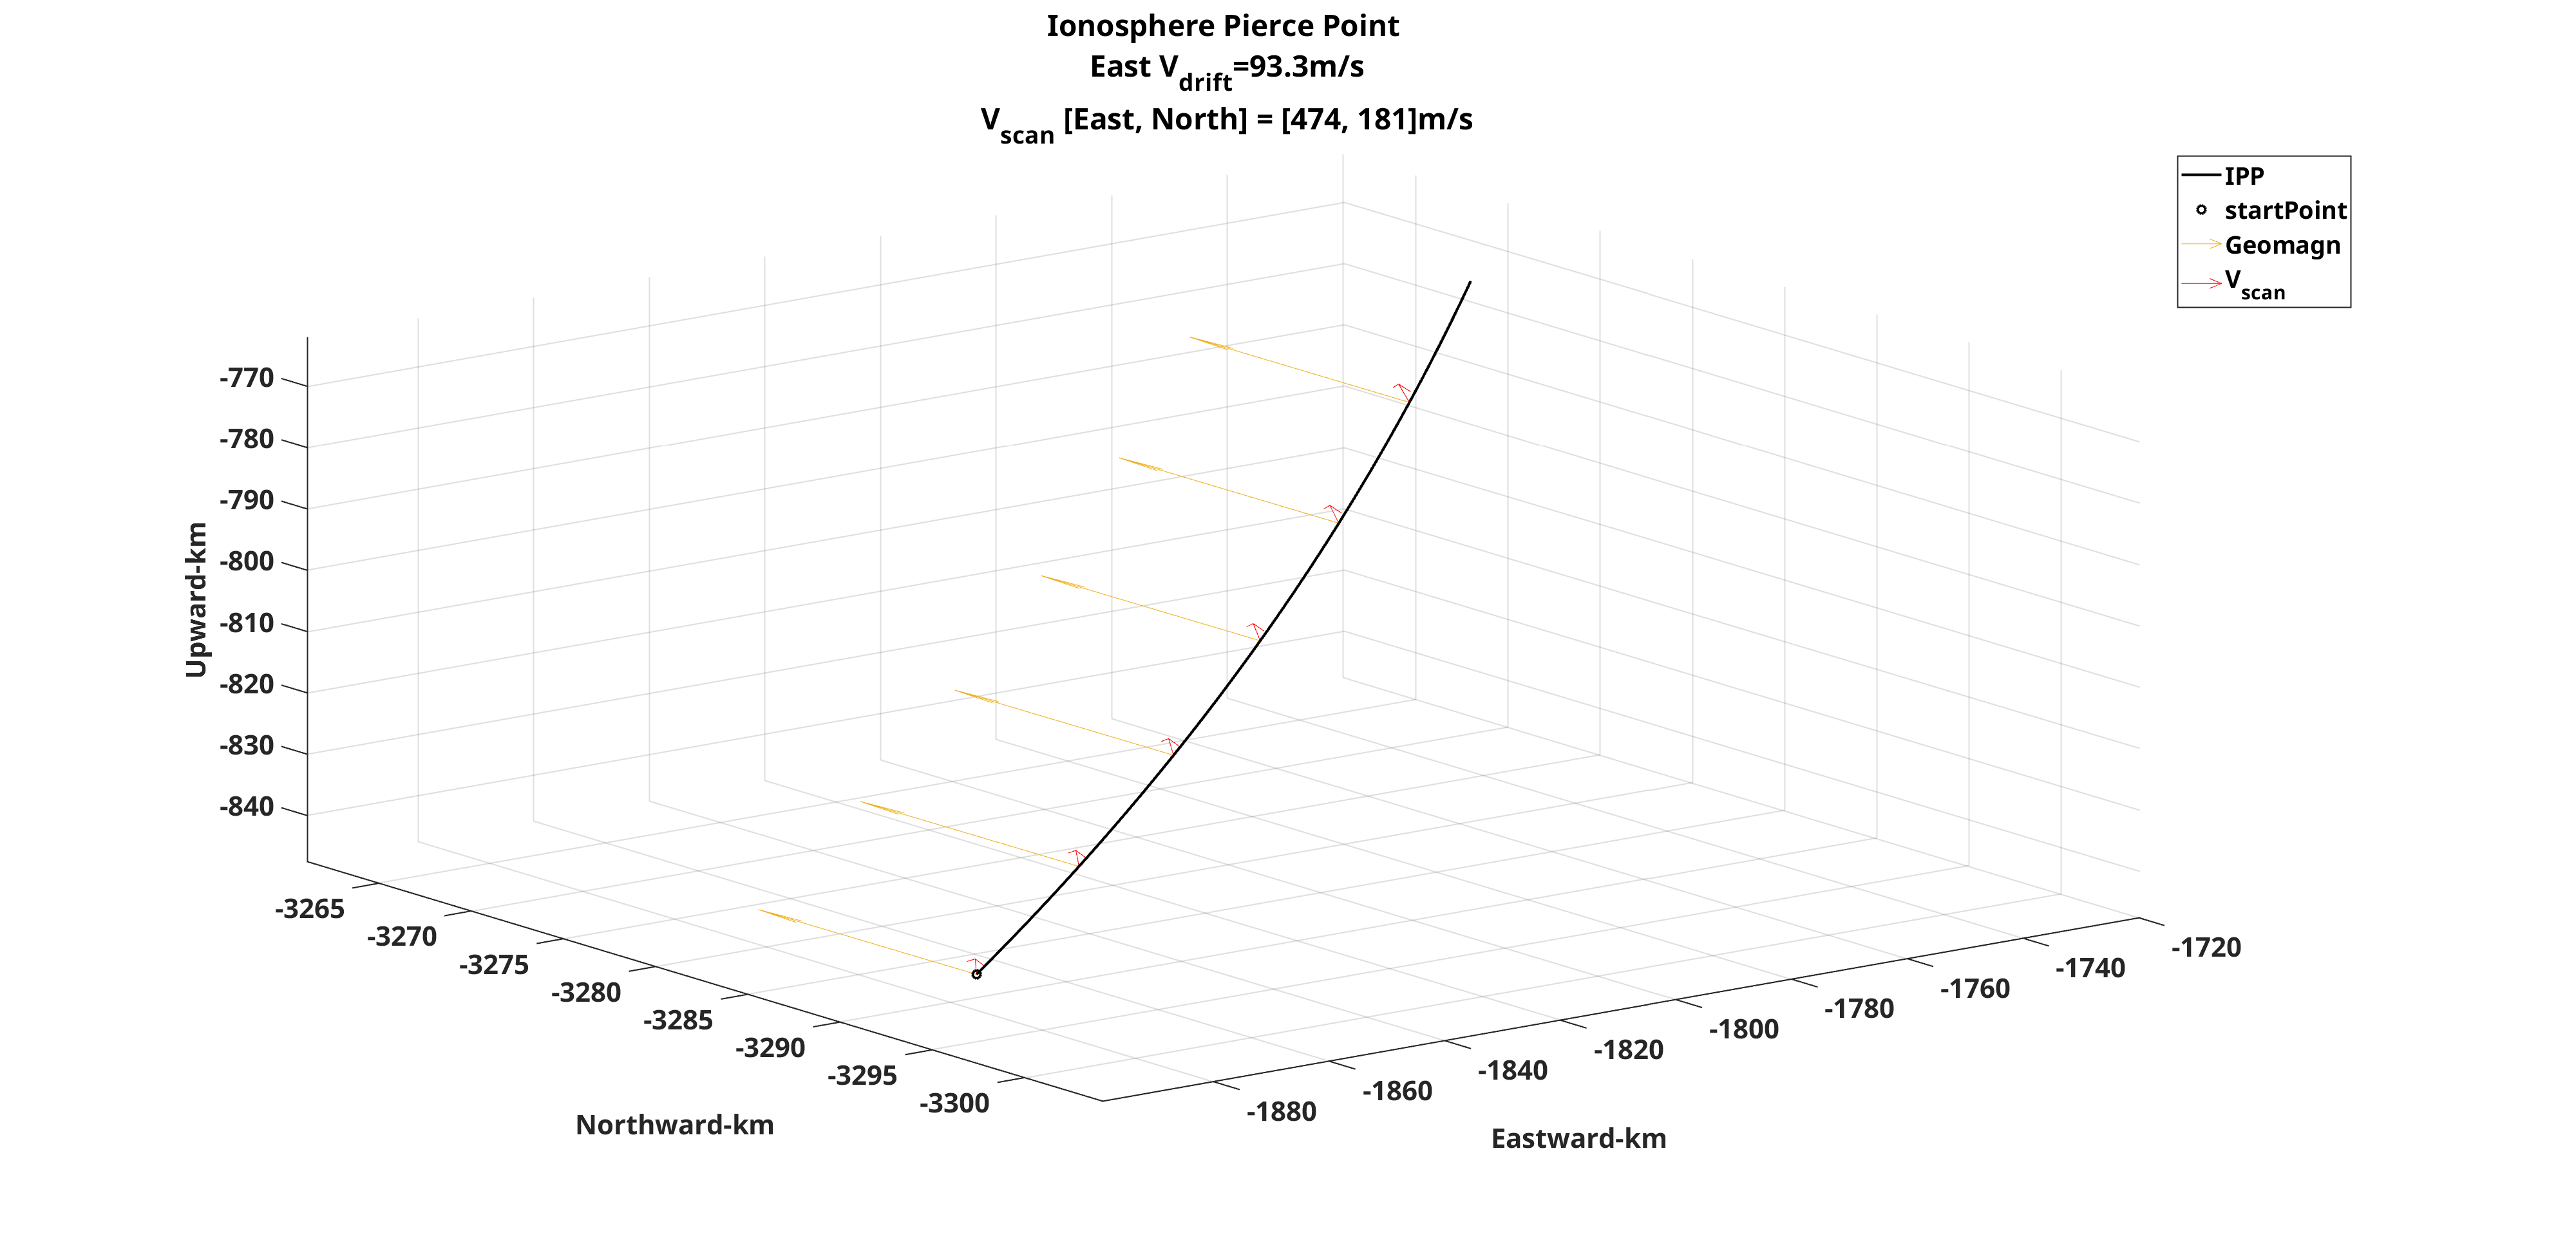 Ionosphere Pierce Point
East V_drift=93.3m/s
V_scan [East, North] = [474, 181]m/s
IPP
startPoint
Geomagn
V_scan
-770
-780
-790
-800
-810
-820
-830
-840
Upward-km
-3265
-3270
-3275
-3280
-3285
-3290
-3295
-3300
Northward-km
-1880
-1860
-1840
-1820
-1800
-1780
-1760
-1740
-1720
Eastward-km